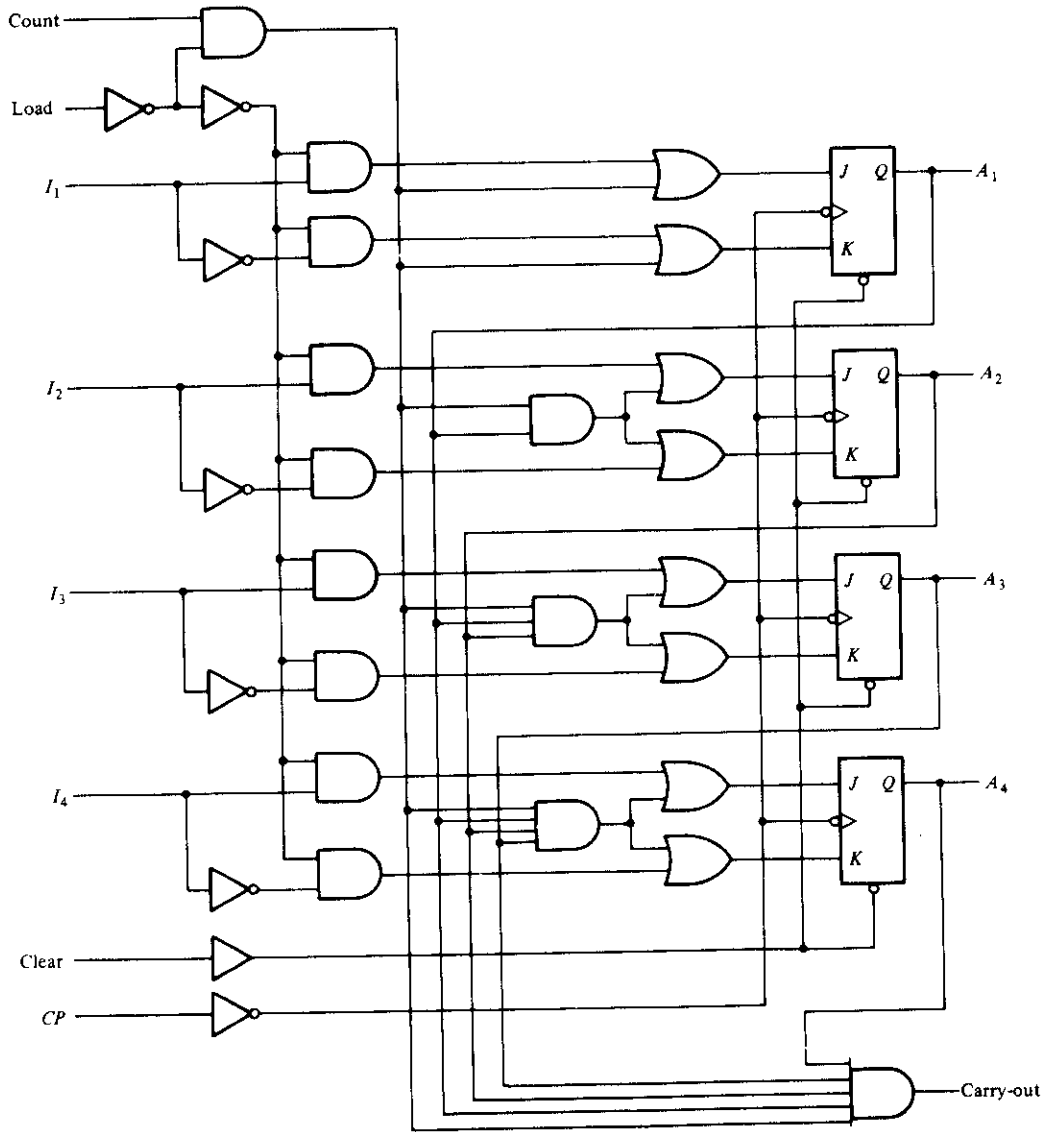 Count
Load
I1
J Q
A1
K
I2
J Q
A2
K
I3
J Q
A3
K
I4
J Q
A4
K
Clear
CP
Carry-out